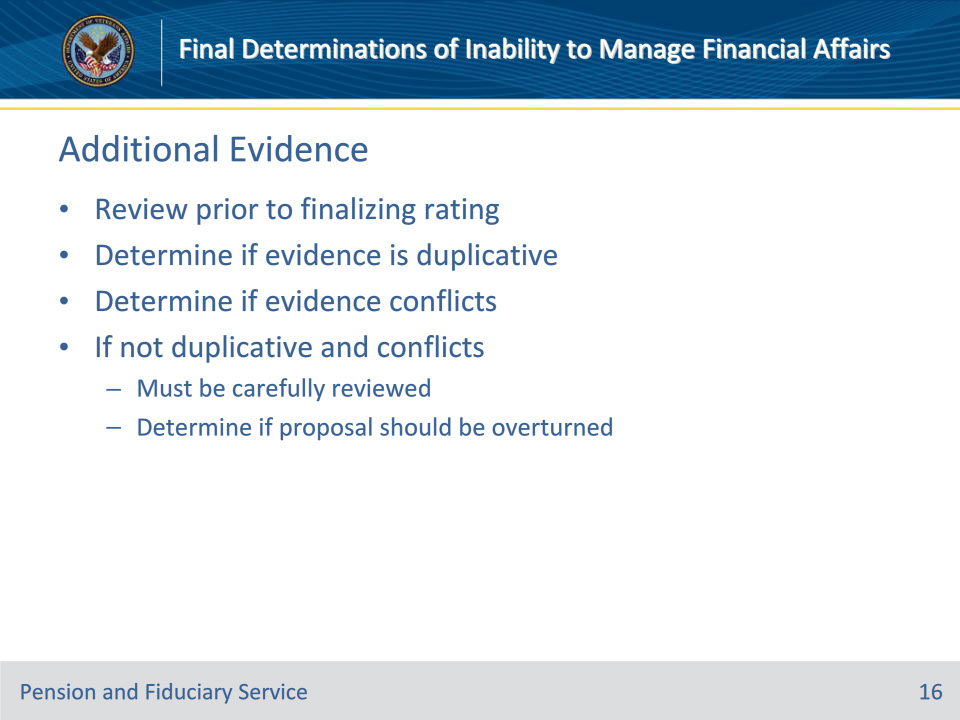 Final Determinations of Inability to Manage Financial Affairs
Additional Evidence
• Review prior to finalizing rating
• Determine if evidence is duplicative
• Determine if evidence conflicts
• If not duplicative and conflicts
– Must be carefully reviewed
– Determine if proposal should be overturned
Pension and Fiduciary Service
16